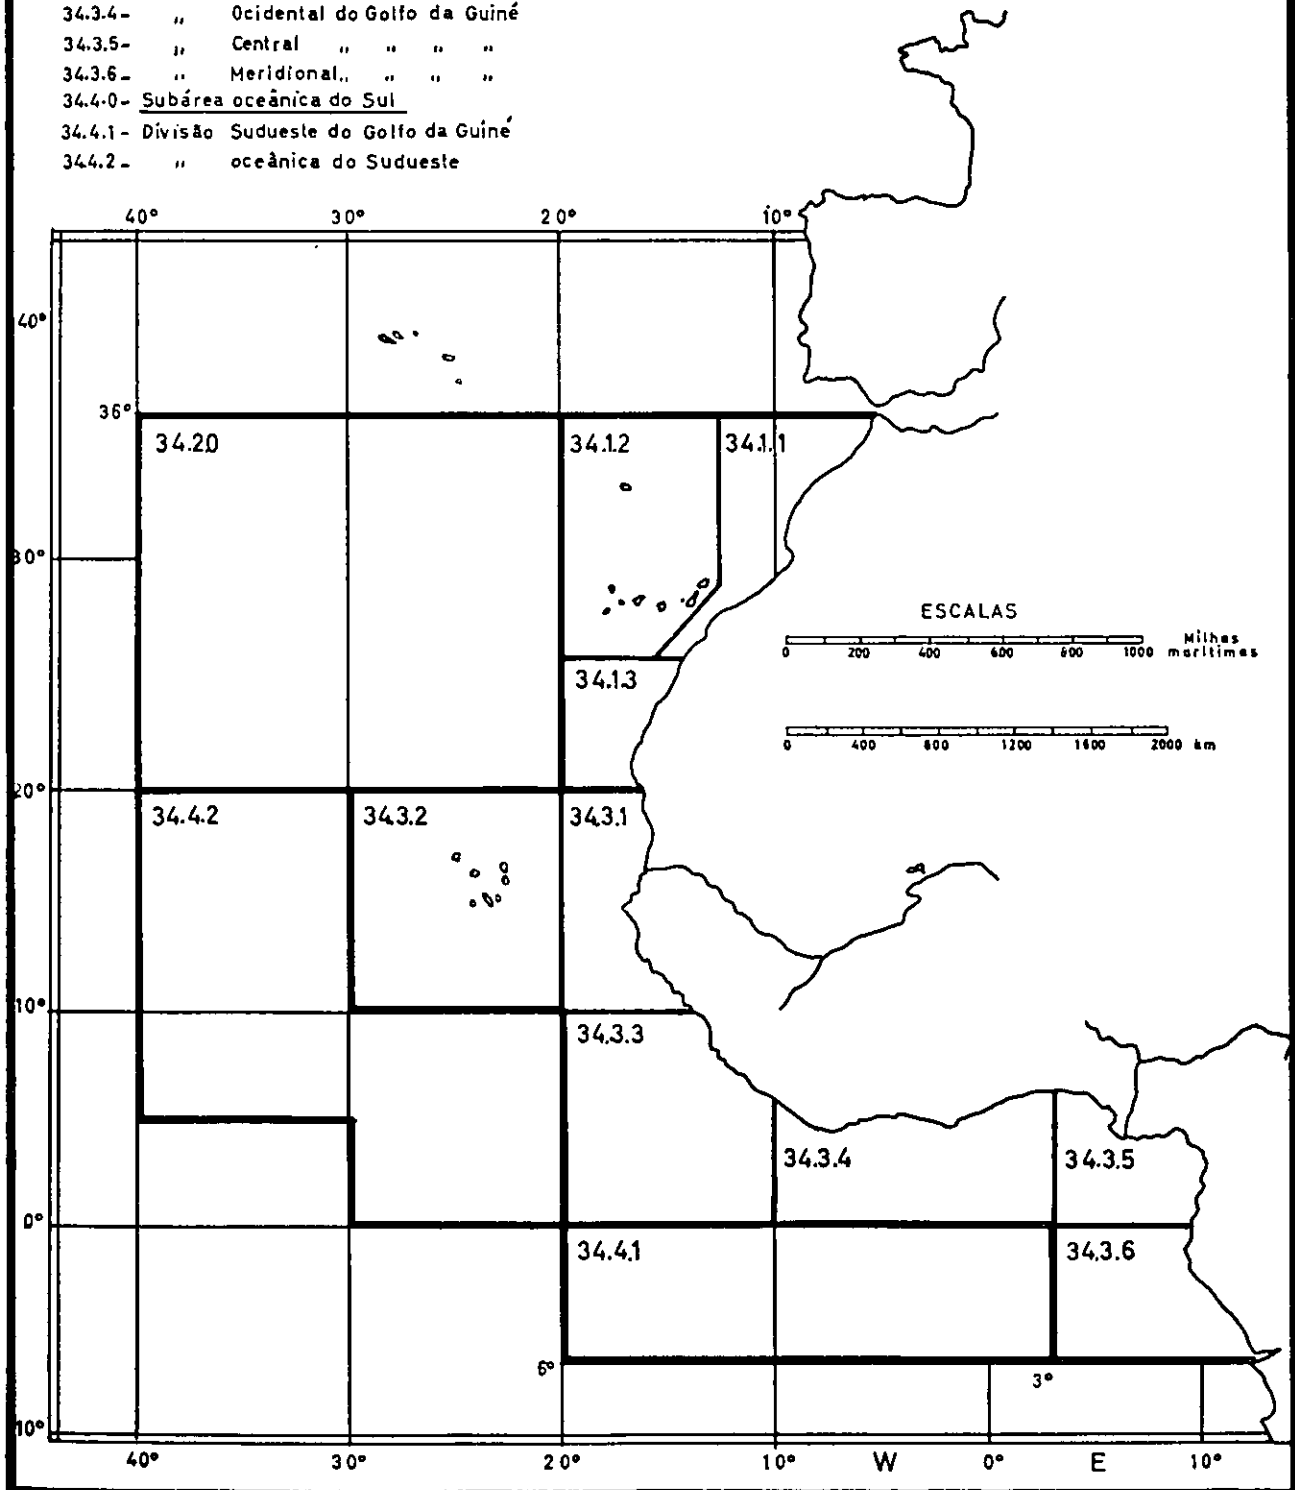 34.3.4- „ Ocidental do Golfo da Guiné
34.3.5- „ Central „ „ „ „
34.3.6- „ Meridional „ „ „ „
34.4.0- Subárea oceânica do Sul
34.4.1- Divisão Sudueste do Golfo da Guiné
34.4.2- „ oceânica do Sudueste
40° 30° 20° 10°
40°
36°
34.2.0 34.1.2 34.1.1
30°
ESCALAS
0 200 400 600 800 1000 Milhas marítimas
34.1.3
0 400 800 1200 1600 2000 km
20°
34.4.2 34.3.2 34.3.1
10°
34.3.3
34.3.4 34.3.5
0°
34.4.1 34.3.6
6°
3°
10°
40° 30° 20° 10° W 0° E 10°